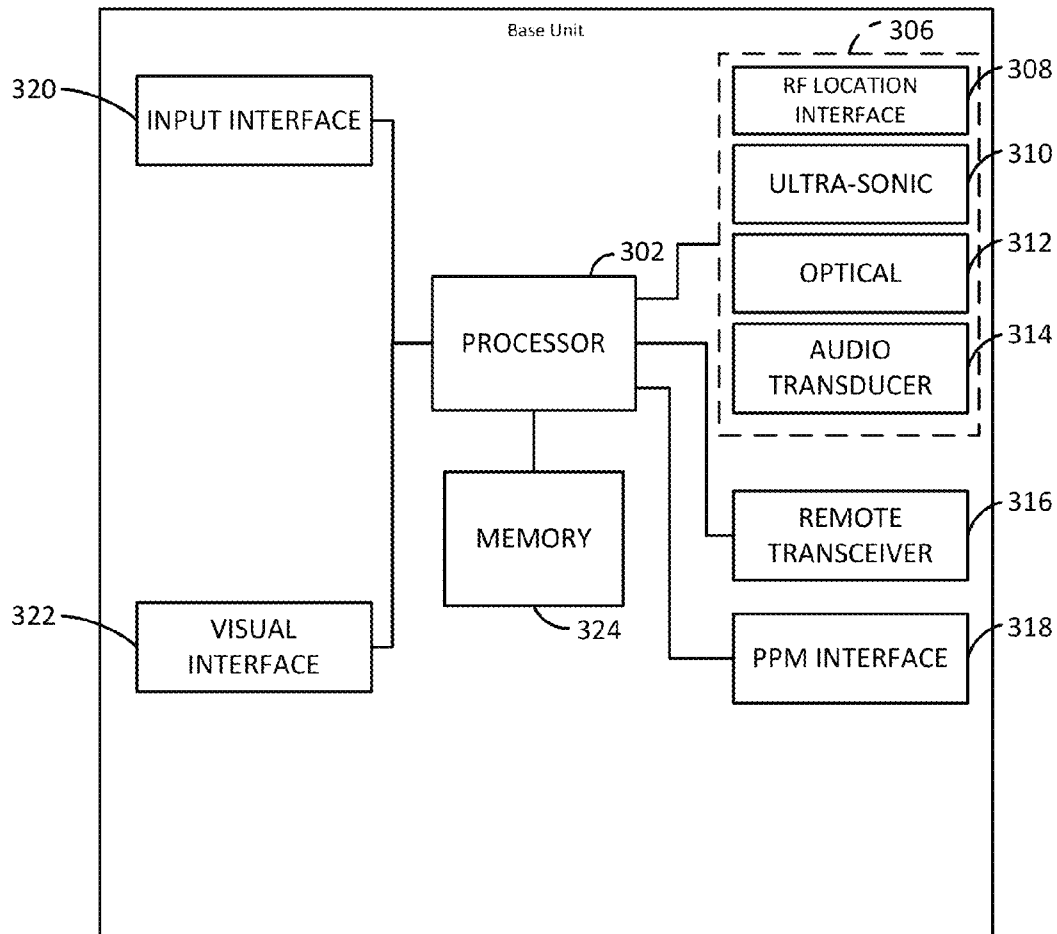 Base Unit
306
320
INPUT INTERFACE
RF LOCATION
INTERFACE
308
ULTRA-SONIC
310
302
OPTICAL
312
PROCESSOR
AUDIO
TRANSDUCER
314
MEMORY
REMOTE
TRANSCEIVER
316
322
VISUAL
INTERFACE
324
PPM INTERFACE
318